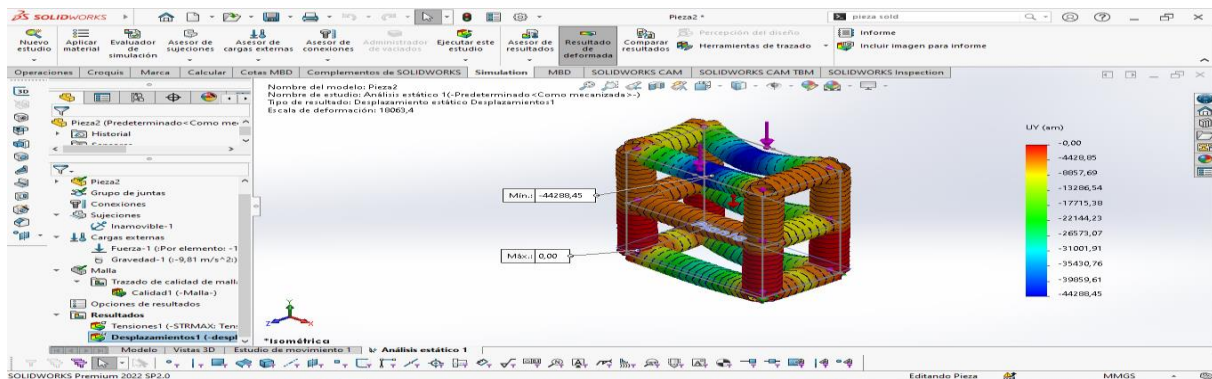 SOLIDWORKS
Pieza2 *
pieza sold
Nuevo estudio
Aplicar material
Evaluador de simulación
Asesor de sujeciones
Asesor de cargas externas
Asesor de conexiones
Administrador de vaciados
Ejecutar este estudio
Asesor de resultados
Resultado de deformada
Comparar resultados
Percepción del diseño
Herramientas de trazado
Informe
Incluir imagen para informe
Operaciones
Croquis
Marca
Calcular
Cotas MBD
Complementos de SOLIDWORKS
Simulation
MBD
SOLIDWORKS CAM
SOLIDWORKS CAM TBM
SOLIDWORKS Inspection
Nombre del modelo: Pieza2
Nombre de estudio: Análisis estático 1(-Predeterminado<Como mecanizada>-)
Tipo de resultado: Desplazamiento estático Desplazamientos1
Escala de deformación: 18063,4
Pieza2 (Predeterminado<Como me
Historial
Pieza2
Grupo de juntas
Conexiones
Sujeciones
Inamovible-1
Cargas externas
Fuerza-1 (:Por elemento: -1
Gravedad-1 (:-9,81 m/s^2:)
Malla
Trazado de calidad de mall
Calidad1 (-Malla-)
Opciones de resultados
Resultados
Tensiones1 (-STRMAX: Ten
Desplazamientos1 (-despl
Mín.: -44288,45
Máx.: 0,00
UY (am)
-0,00
-4428,85
-8857,69
-13286,54
-17715,38
-22144,23
-26573,07
-31001,91
-35430,76
-39859,61
-44288,45
Y
Z
X
*Isométrica
Modelo
Vistas 3D
Estudio de movimiento 1
Análisis estático 1
SOLIDWORKS Premium 2022 SP2.0
Editando Pieza
MMGS